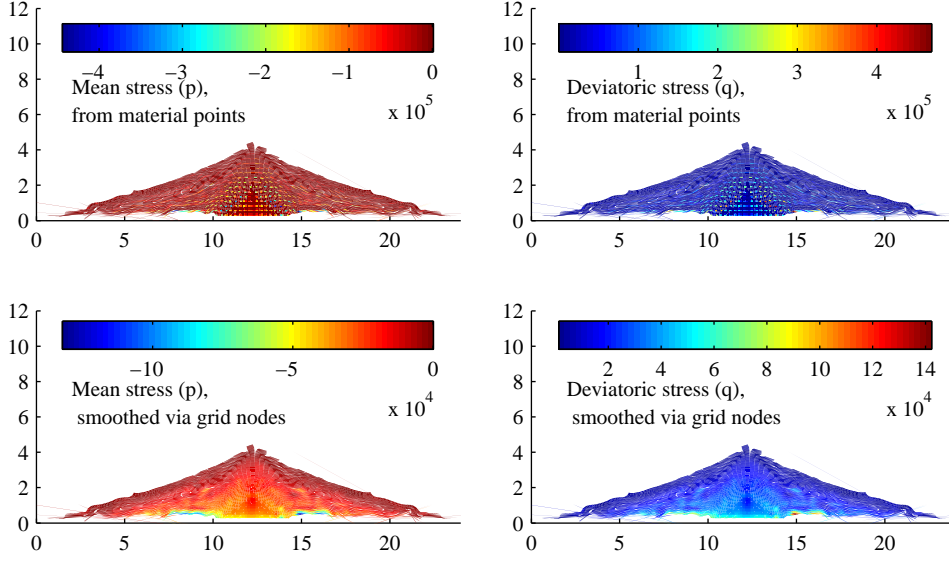 12
10
8
6
4
2
0
−4 −3 −2 −1 0
Mean stress (p),
from material points
x 10^5
0 5 10 15 20
12
10
8
6
4
2
0
1 2 3 4
Deviatoric stress (q),
from material points
x 10^5
0 5 10 15 20
12
10
8
6
4
2
0
−10 −5 0
Mean stress (p),
smoothed via grid nodes
x 10^4
0 5 10 15 20
12
10
8
6
4
2
0
2 4 6 8 10 12 14
Deviatoric stress (q),
smoothed via grid nodes
x 10^4
0 5 10 15 20